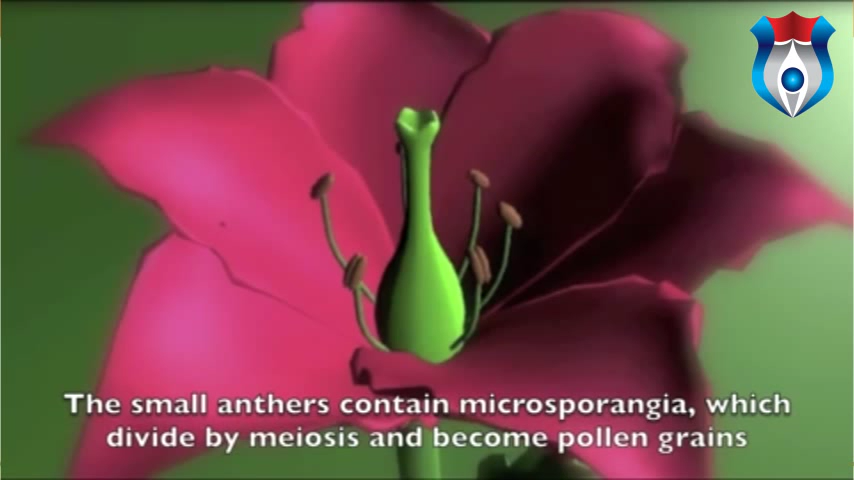 The small anthers contain microsporangia, which
divide by meiosis and become pollen grains